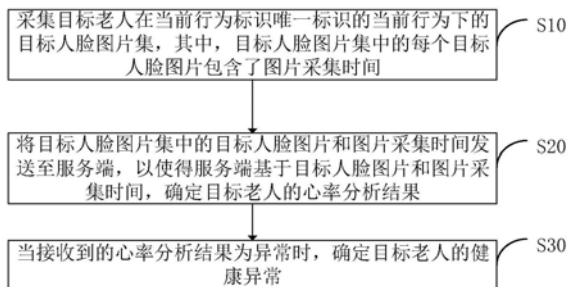 采集目标老人在当前行为标识唯一标识的当前行为下的
目标人脸图片集，其中，目标人脸图片集中的每个目标
人脸图片包含了图片采集时间
S10
将目标人脸图片集中的目标人脸图片和图片采集时间发
送至服务端，以使得服务端基于目标人脸图片和图片采
集时间，确定目标老人的心率分析结果
S20
当接收到的心率分析结果为异常时，确定目标老人的健
康异常
S30